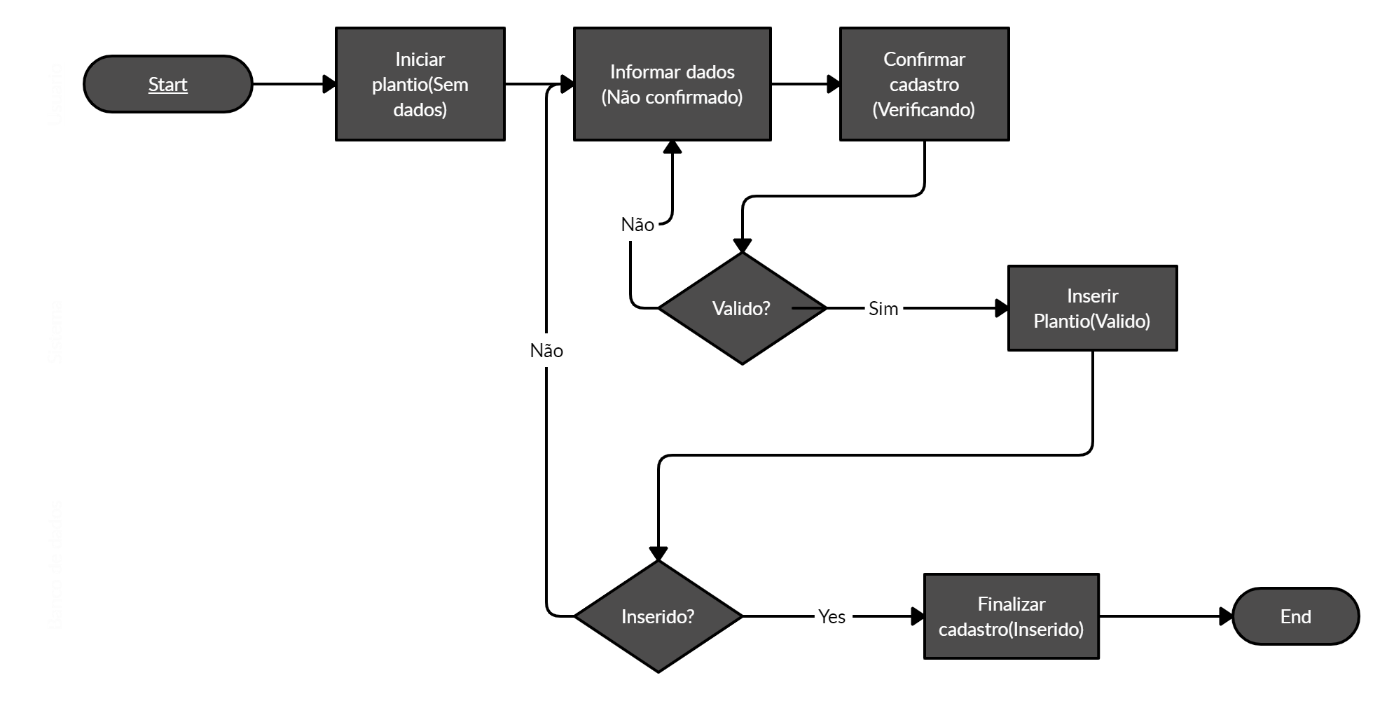 Start
Iniciar
plantio(Sem
dados)
Informar dados
(Não confirmado)
Confirmar
cadastro
(Verificando)
Não
Valido?
Sim
Inserir
Plantio(Valido)
Não
Inserido?
Yes
Finalizar
cadastro(Inserido)
End